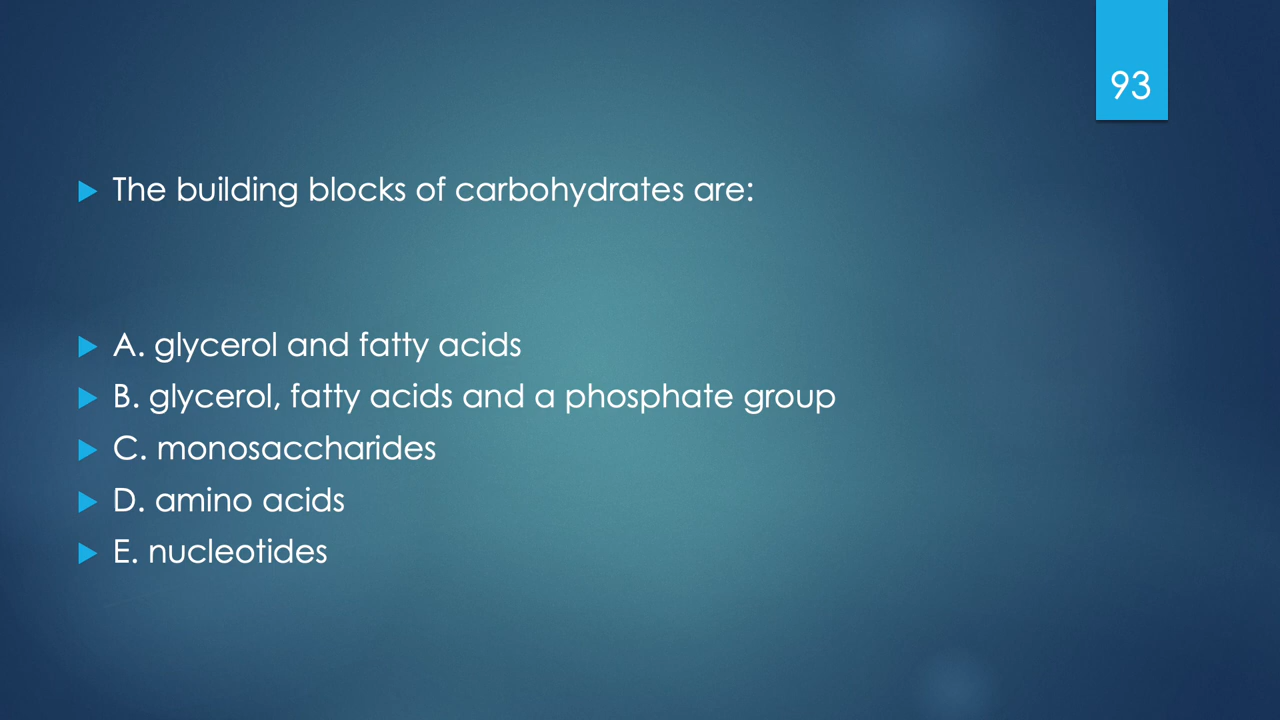 93
The building blocks of carbohydrates are:
A. glycerol and fatty acids
B. glycerol, fatty acids and a phosphate group
C. monosaccharides
D. amino acids
E. nucleotides